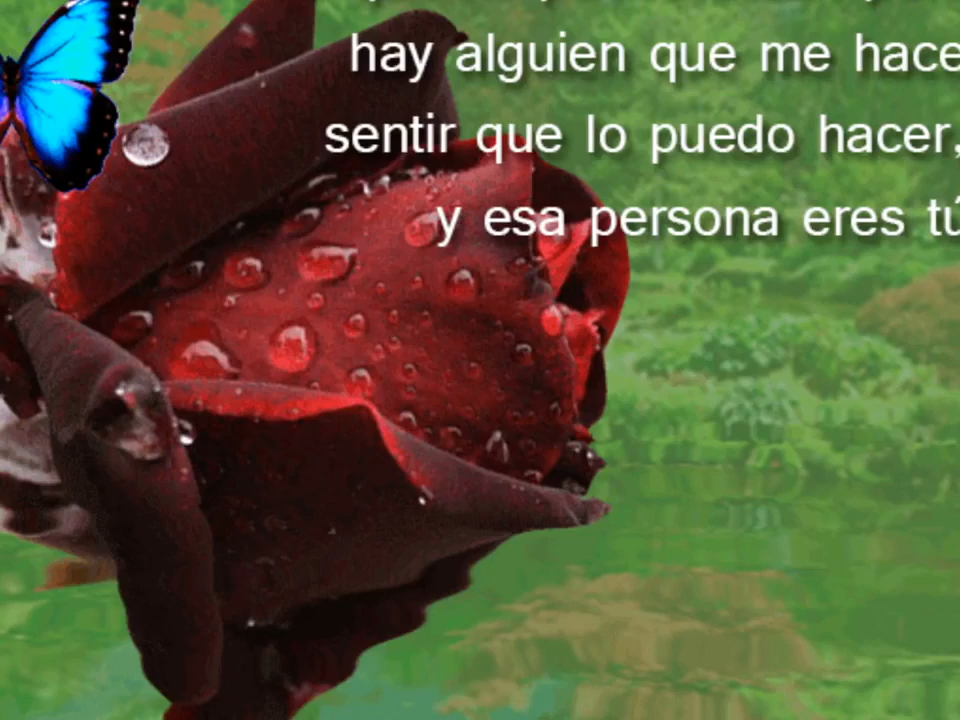 hay alguien que me hace
sentir que lo puedo hacer,
y esa persona eres tú